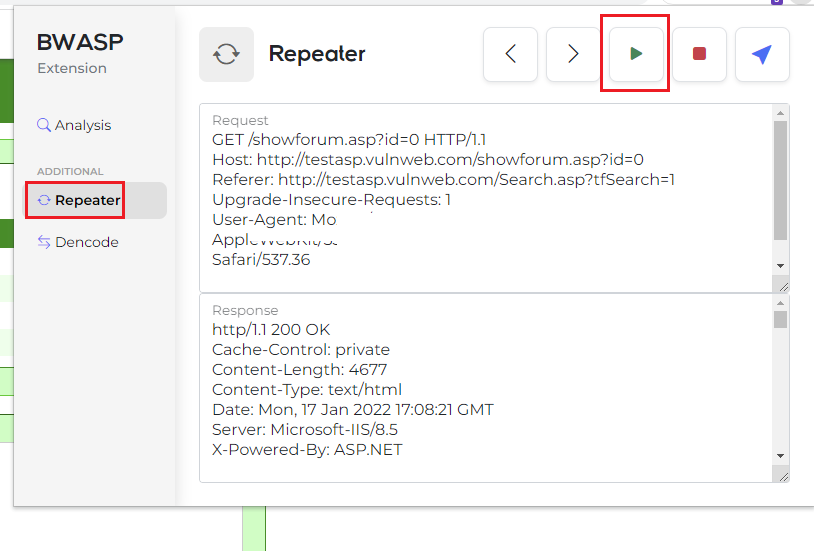 BWASP
Extension
Analysis
ADDITIONAL
Repeater
Dencode
Repeater
Request
GET /showforum.asp?id=0 HTTP/1.1
Host: http://testasp.vulnweb.com/showforum.asp?id=0
Referer: http://testasp.vulnweb.com/Search.asp?tfSearch=1
Upgrade-Insecure-Requests: 1
User-Agent:
Safari/537.36
Response
http/1.1 200 OK
Cache-Control: private
Content-Length: 4677
Content-Type: text/html
Date: Mon, 17 Jan 2022 17:08:21 GMT
Server: Microsoft-IIS/8.5
X-Powered-By: ASP.NET